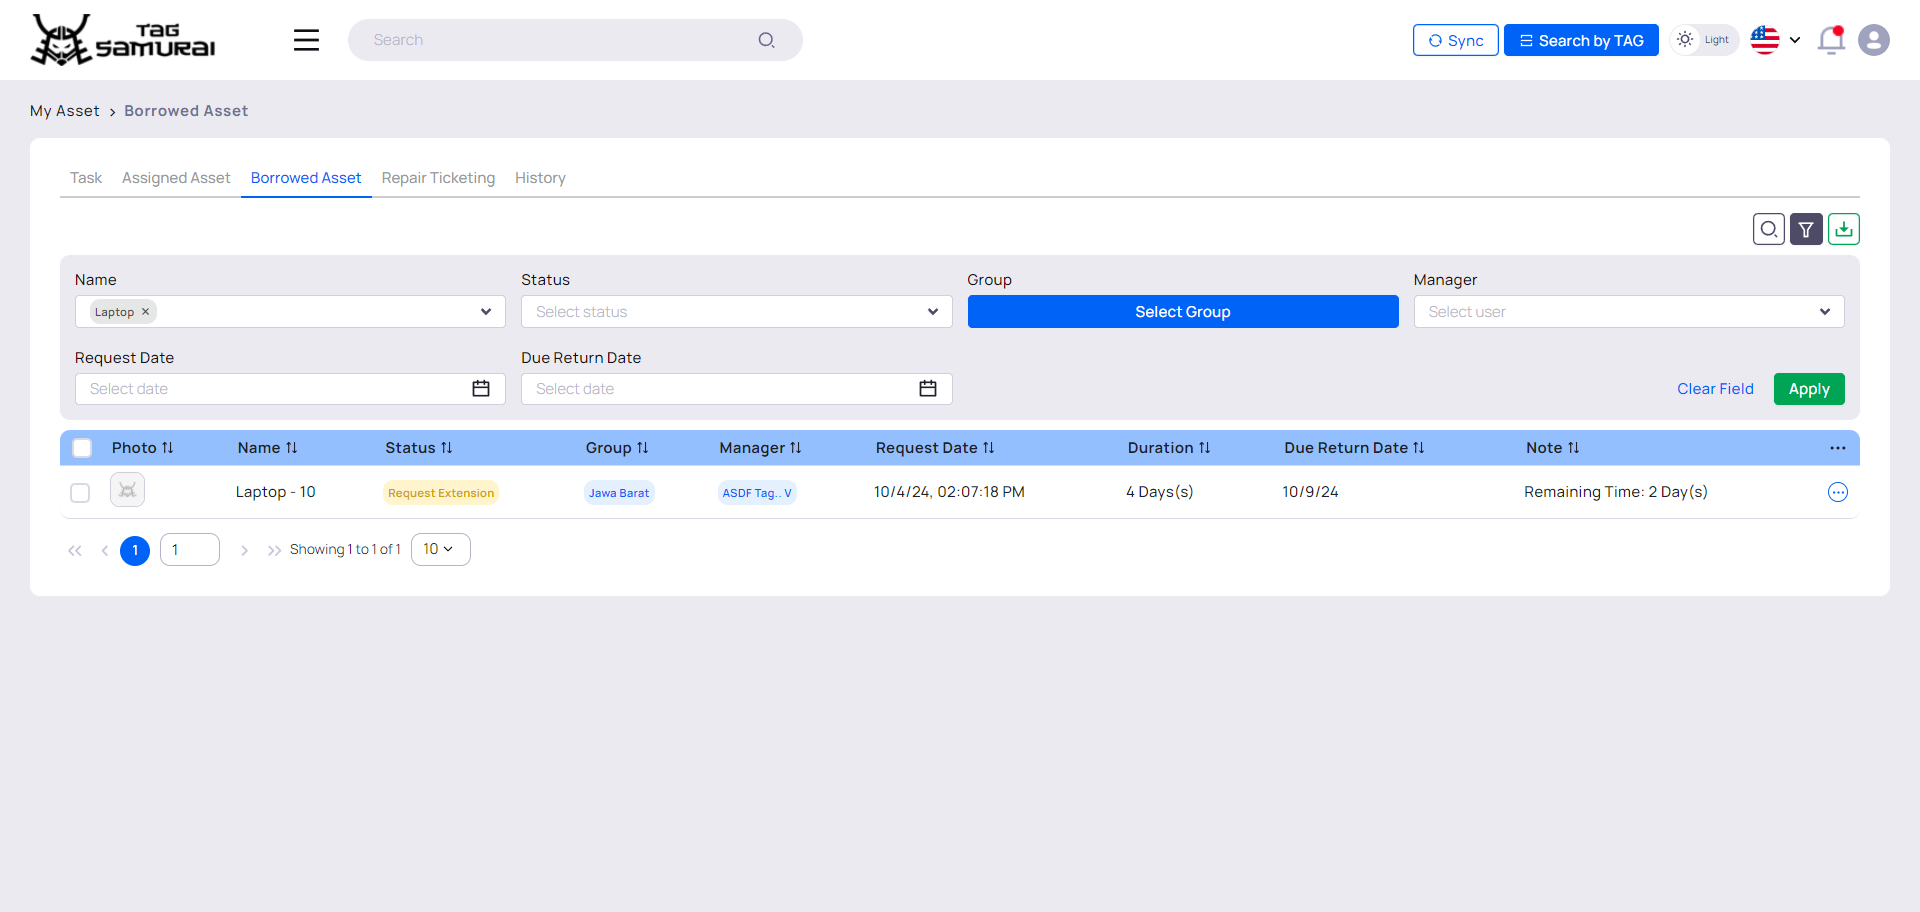 TAG
SAMURAI
Search
Sync
Search by TAG
Light
My Asset > Borrowed Asset
Task Assigned Asset Borrowed Asset Repair Ticketing History
Name Status Group Manager
Laptop × Select status Select Group Select user
Request Date Due Return Date
Select date Select date Clear Field Apply
Photo Name Status Group Manager Request Date Duration Due Return Date Note
Laptop - 10 Request Extension Jawa Barat ASDF Tag.. V 10/4/24, 02:07:18 PM 4 Days(s) 10/9/24 Remaining Time: 2 Day(s)
1 1 Showing 1 to 1 of 1 10